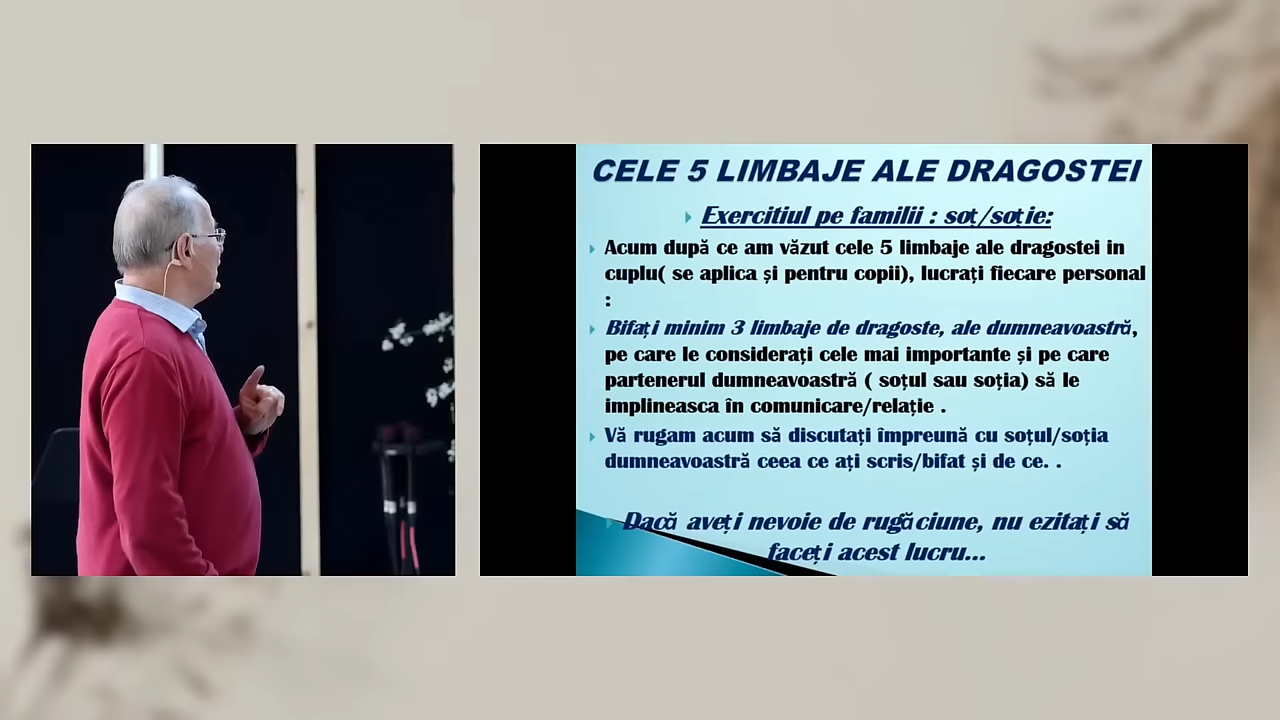 CELE 5 LIMBAJE ALE DRAGOSTEI
Exercitiul pe familii : soț/soție:
Acum după ce am văzut cele 5 limbaje ale dragostei in
cuplu( se aplica și pentru copii), lucrați fiecare personal
:
Bifați minim 3 limbaje de dragoste, ale dumneavoastră,
pe care le considerați cele mai importante și pe care
partenerul dumneavoastră ( soțul sau soția) să le
implineasca în comunicare/relație .
Vă rugam acum să discutați împreună cu soțul/soția
dumneavoastră ceea ce ați scris/bifat și de ce. .
Dacă aveți nevoie de rugăciune, nu ezitați să
faceți acest lucru...